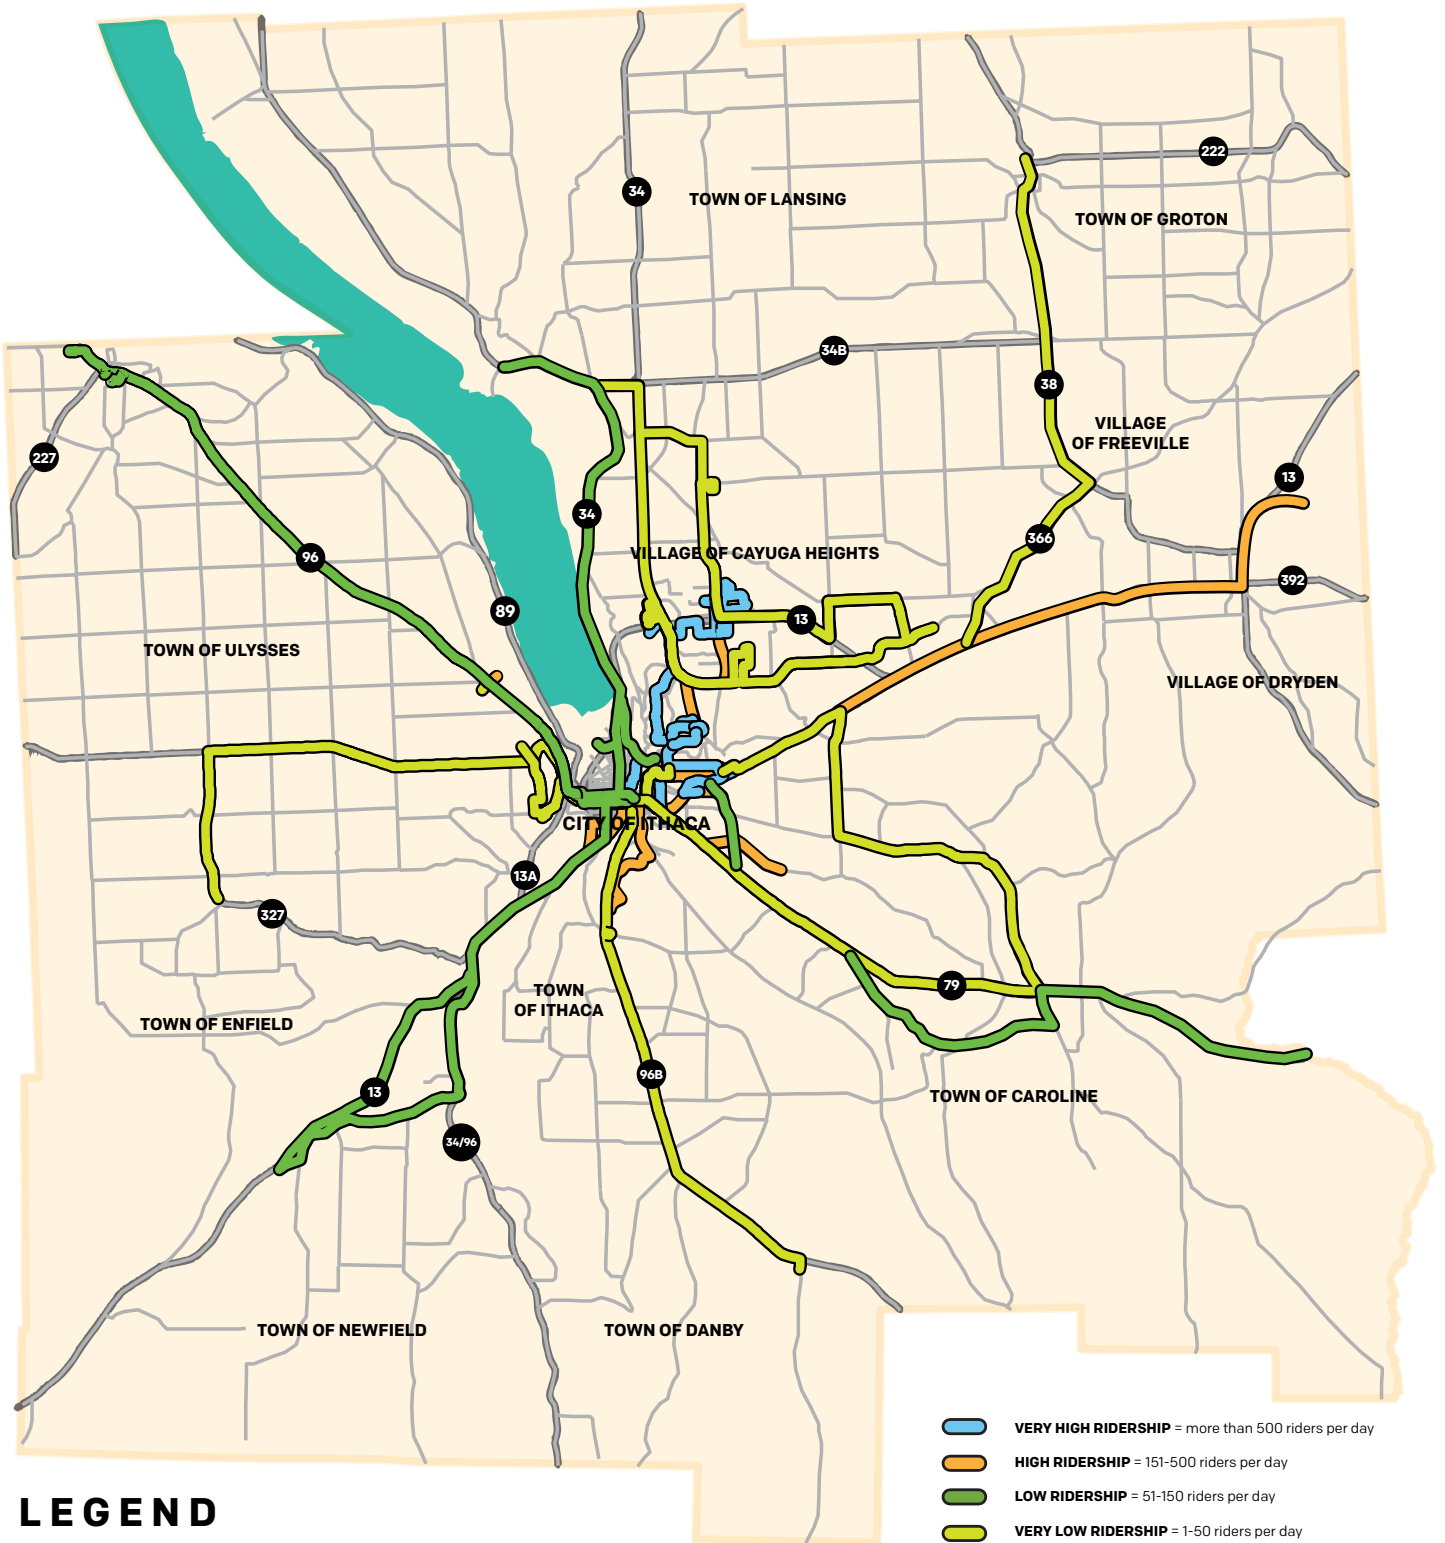 222
34
TOWN OF LANSING
TOWN OF GROTON
34B
38
VILLAGE
OF FREEVILLE
227
13
34
366
VILLAGE OF CAYUGA HEIGHTS
96
392
89
13
TOWN OF ULYSSES
VILLAGE OF DRYDEN
CITY OF ITHACA
13A
327
79
TOWN
OF ITHACA
TOWN OF ENFIELD
96B
13
TOWN OF CAROLINE
34/96
TOWN OF NEWFIELD
TOWN OF DANBY
VERY HIGH RIDERSHIP = more than 500 riders per day
HIGH RIDERSHIP = 151-500 riders per day
LOW RIDERSHIP = 51-150 riders per day
VERY LOW RIDERSHIP = 1-50 riders per day
LEGEND